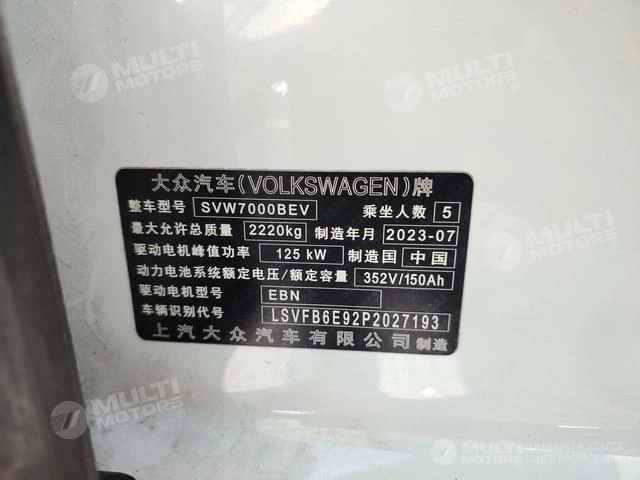 MULTI MOTORS
MULTI MOTORS
大众汽车(VOLKSWAGEN)牌
整车型号 SVW7000BEV 乘坐人数 5
最大允许总质量 2220kg 制造年月 2023-07
驱动电机峰值功率 125 kW 制造国 中国
动力电池系统额定电压/额定容量 352V/150Ah
驱动电机型号 EBN
车辆识别代号 LSVFB6E92P2027193
上汽大众汽车有限公司 制造
MULTI MOTORS
MULTI MOTORS
ОНЛАЙН-КАТАЛОГ
ЭЛЕКТРОМОБИЛЕЙ